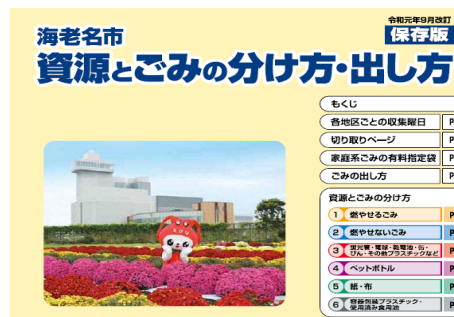 令和元年9月改訂
保存版
海老名市
資源とごみの分け方・出し方
もくじ
各地区ごとの収集曜日 P
切り取りページ P
家庭系ごみの有料指定袋 P
ごみの出し方 P
資源とごみの分け方
1 燃やせるごみ P
2 燃やせないごみ P
3 蛍光管・電球・乾電池・缶・
びん・その他プラスチックなど P
4 ペットボトル P
5 紙・布 P
6 容器包装プラスチック・
使用済み食用油 P